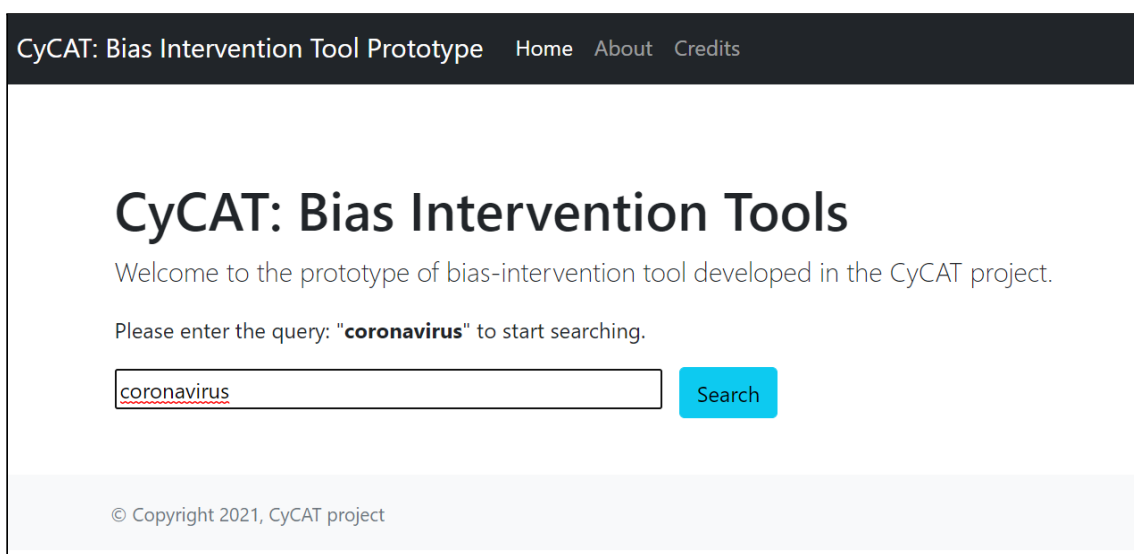 CyCAT: Bias Intervention Tool Prototype Home About Credits
CyCAT: Bias Intervention Tools
Welcome to the prototype of bias-intervention tool developed in the CyCAT project.
Please enter the query: "coronavirus" to start searching.
coronavirus Search
© Copyright 2021, CyCAT project